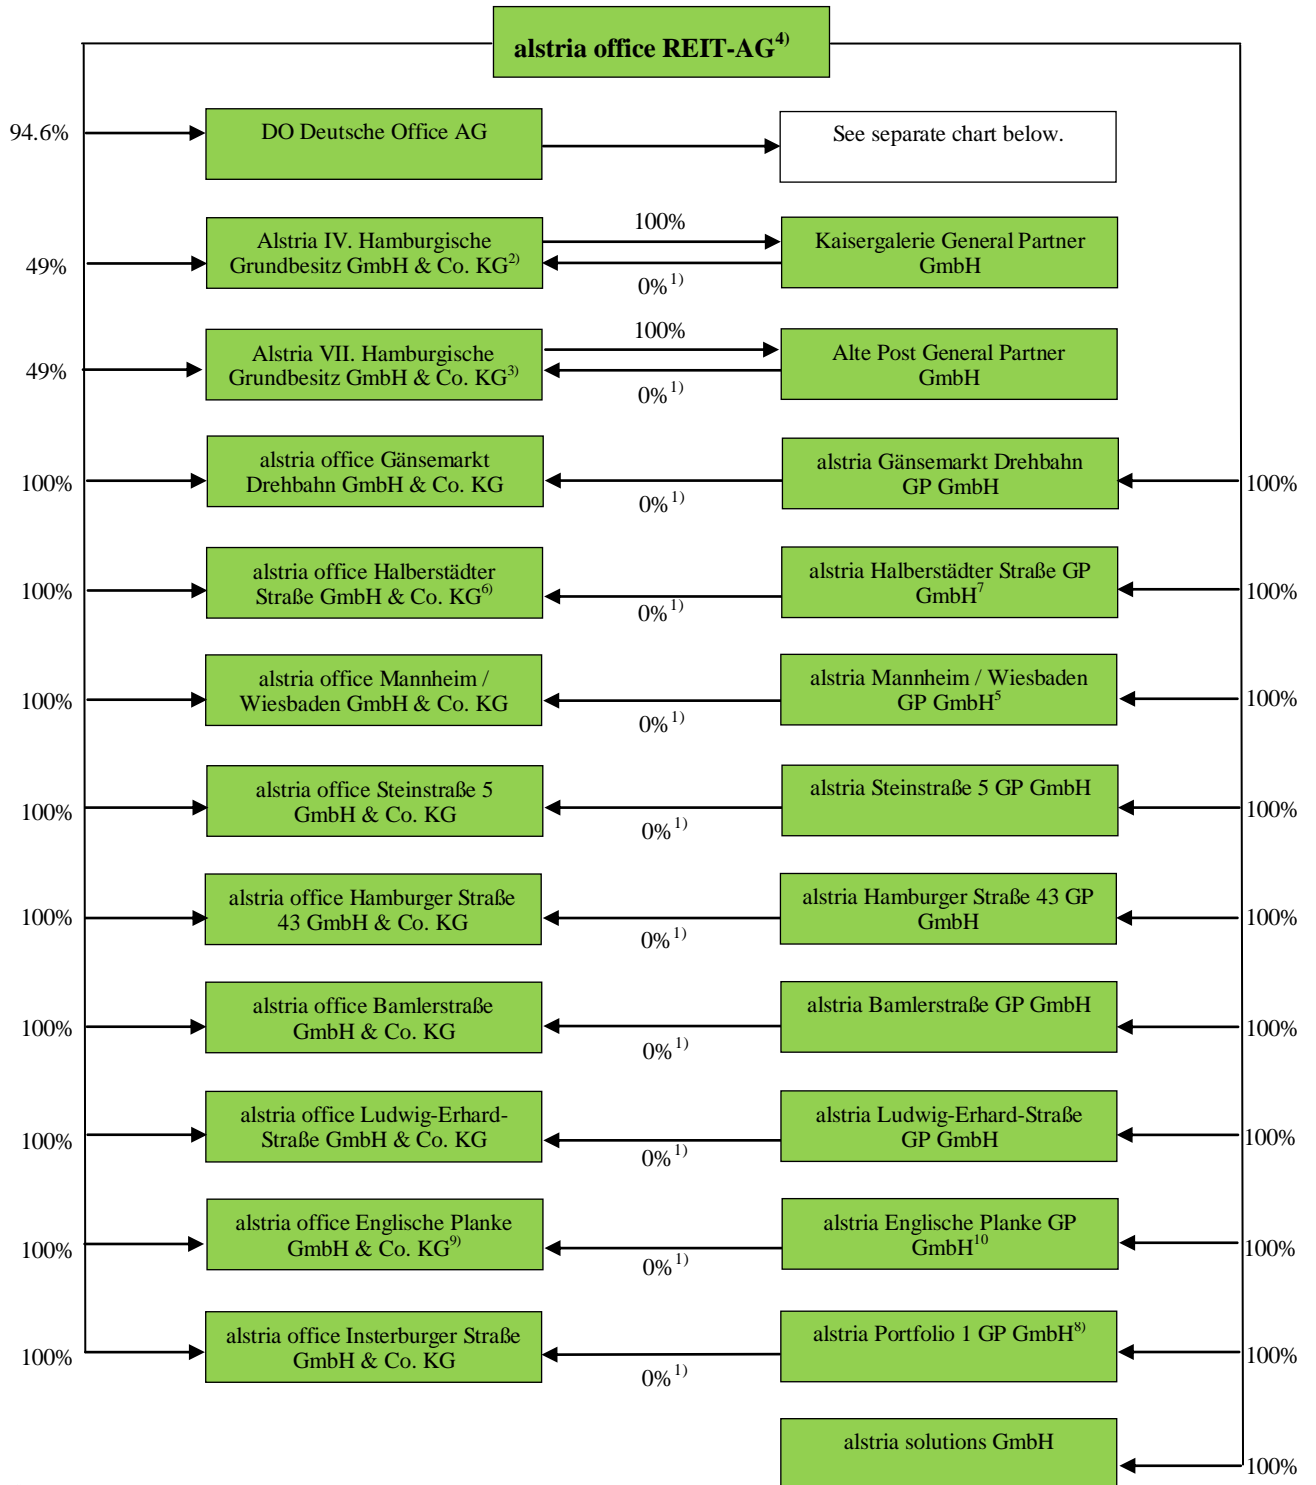 alstria office REIT-AG4)
94.6%
DO Deutsche Office AG
See separate chart below.
49%
Alstria IV. Hamburgische
Grundbesitz GmbH & Co. KG2)
100%
0%1)
Kaisergalerie General Partner
GmbH
49%
Alstria VII. Hamburgische
Grundbesitz GmbH & Co. KG3)
100%
0%1)
Alte Post General Partner
GmbH
100%
alstria office Gänsemarkt
Drehbahn GmbH & Co. KG
0%1)
alstria Gänsemarkt Drehbahn
GP GmbH
100%
100%
alstria office Halberstädter
Straße GmbH & Co. KG6)
0%1)
alstria Halberstädter Straße GP
GmbH7
100%
100%
alstria office Mannheim /
Wiesbaden GmbH & Co. KG
0%1)
alstria Mannheim / Wiesbaden
GP GmbH5
100%
100%
alstria office Steinstraße 5
GmbH & Co. KG
0%1)
alstria Steinstraße 5 GP GmbH
100%
100%
alstria office Hamburger Straße
43 GmbH & Co. KG
0%1)
alstria Hamburger Straße 43 GP
GmbH
100%
100%
alstria office Bamlerstraße
GmbH & Co. KG
0%1)
alstria Bamlerstraße GP GmbH
100%
100%
alstria office Ludwig-Erhard-
Straße GmbH & Co. KG
0%1)
alstria Ludwig-Erhard-Straße
GP GmbH
100%
100%
alstria office Englische Planke
GmbH & Co. KG9)
0%1)
alstria Englische Planke GP
GmbH10
100%
100%
alstria office Insterburger Straße
GmbH & Co. KG
0%1)
alstria Portfolio 1 GP GmbH8)
100%
alstria solutions GmbH
100%